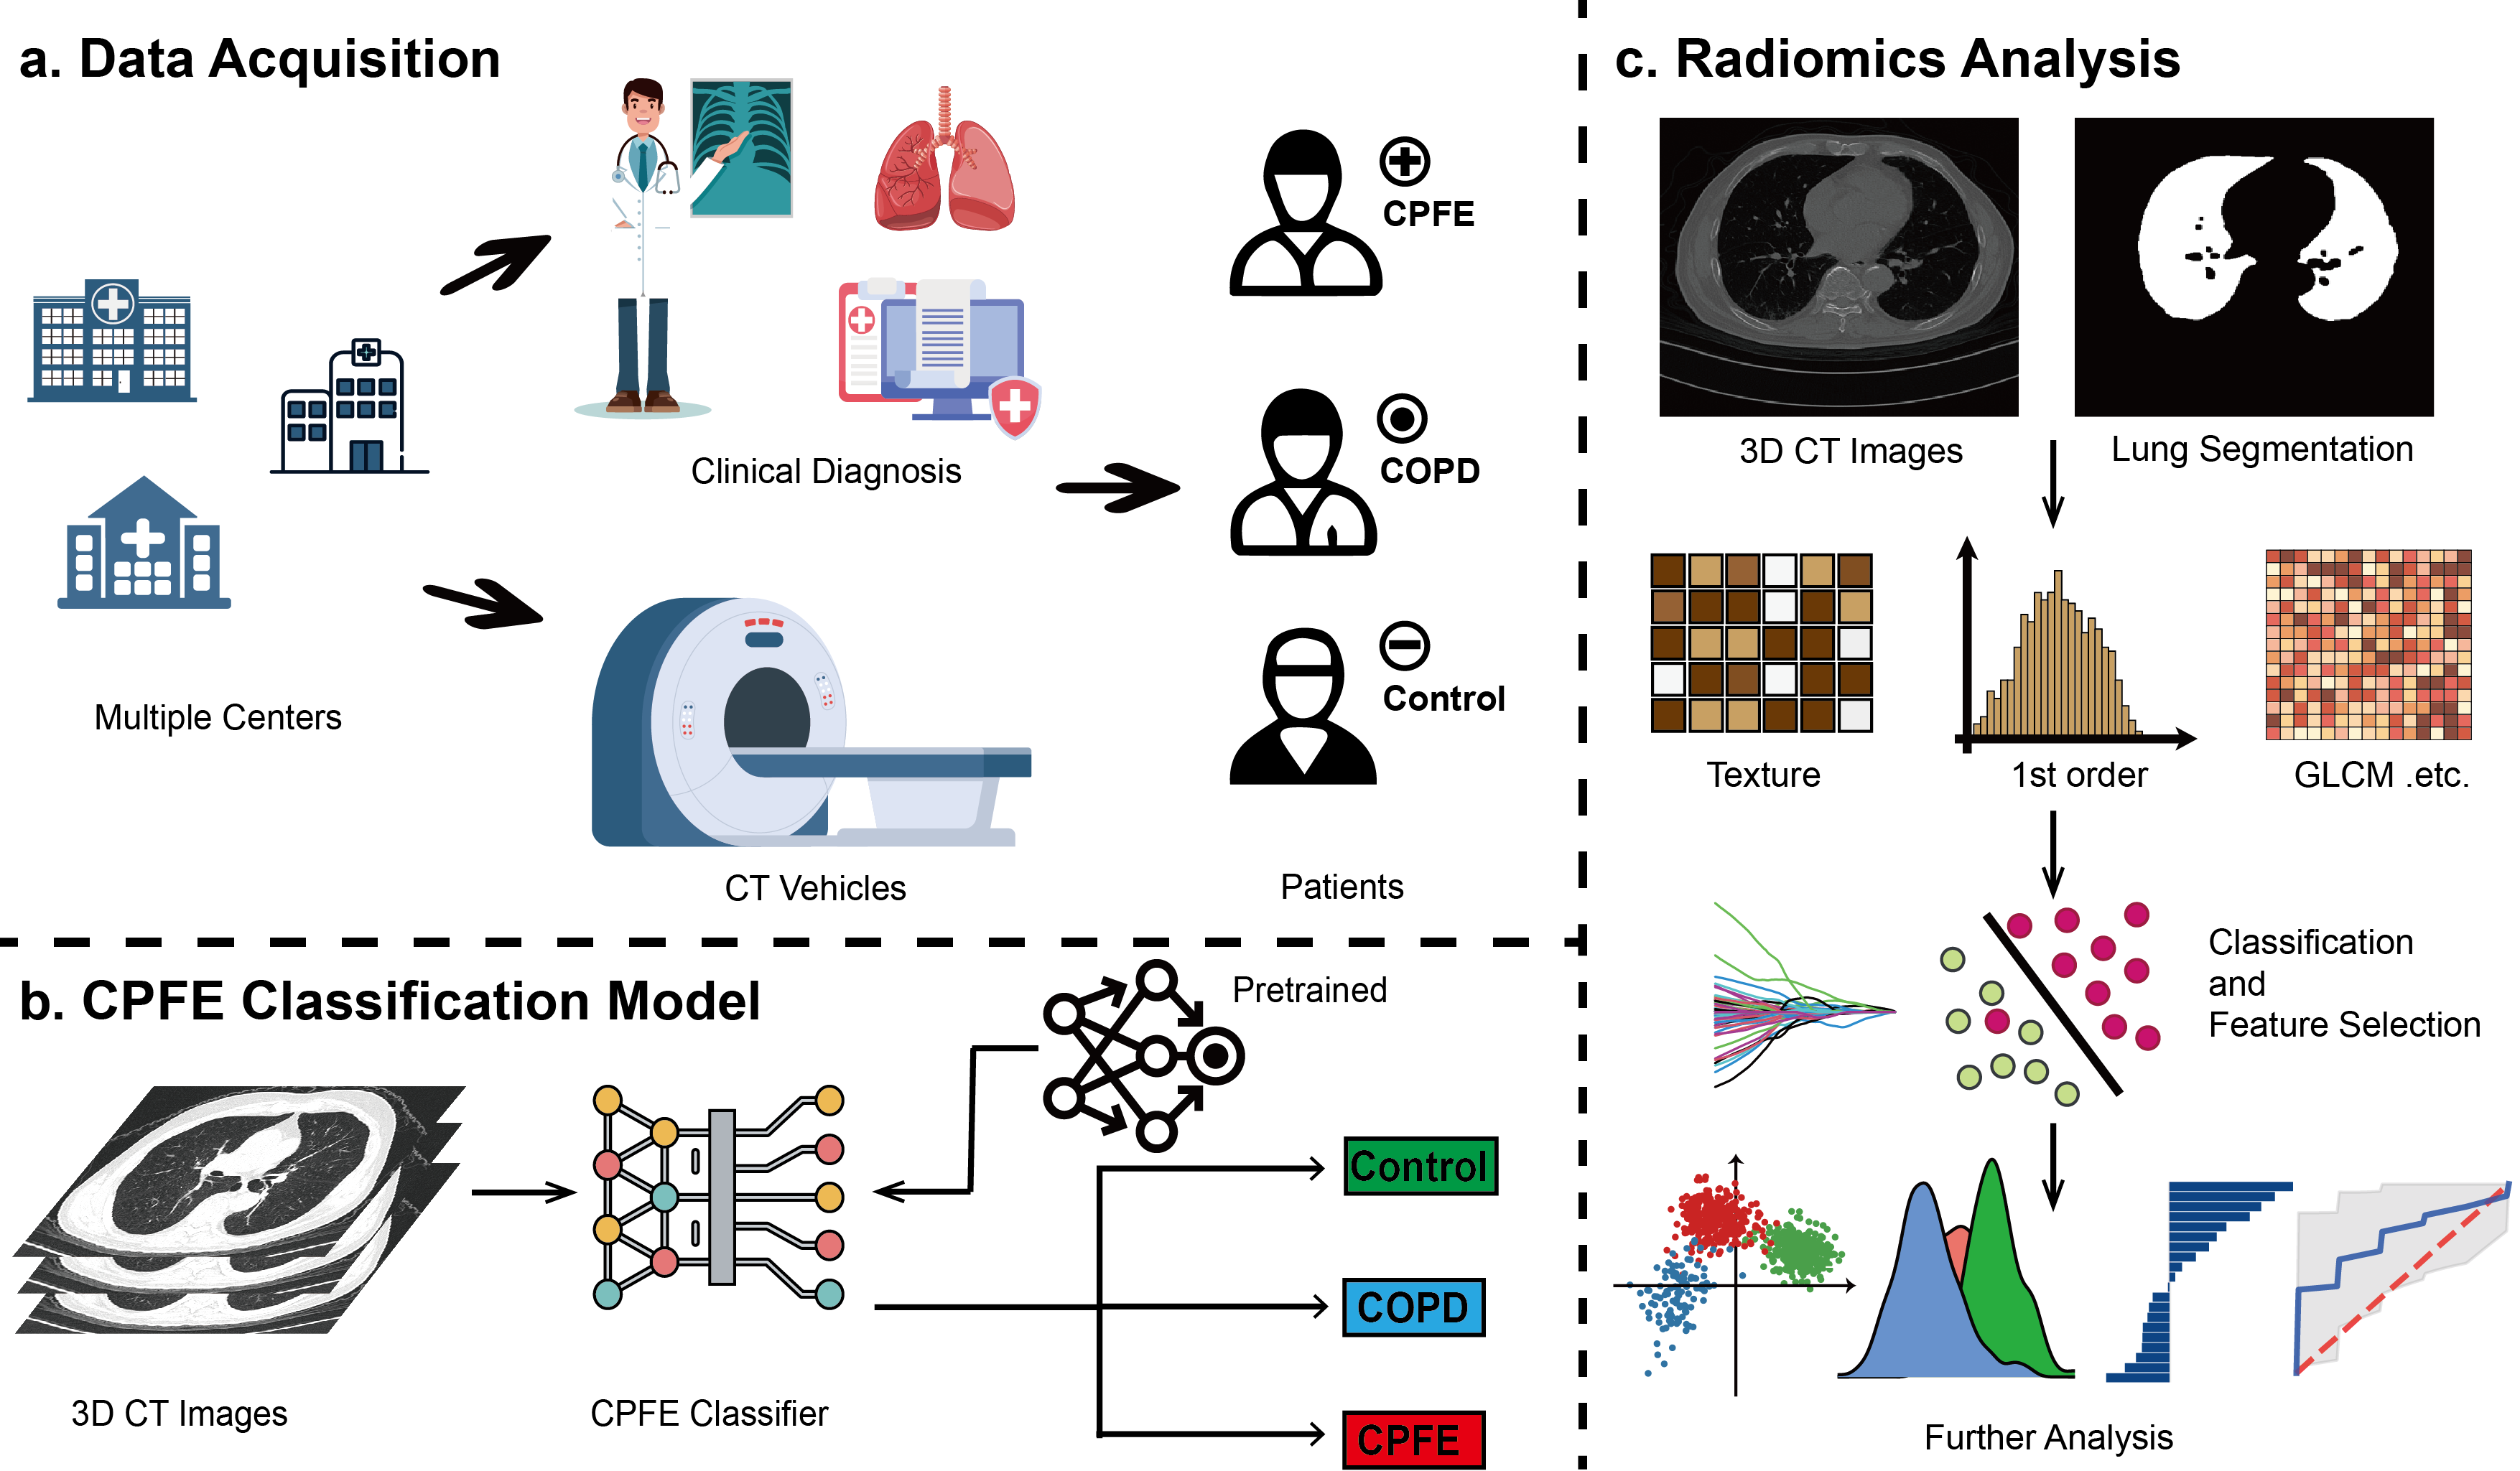 a. Data Acquisition
CPFE
Clinical Diagnosis
COPD
Multiple Centers
Control
CT Vehicles
Patients
b. CPFE Classification Model
Pretrained
Control
COPD
CPFE
3D CT Images
CPFE Classifier
c. Radiomics Analysis
3D CT Images
Lung Segmentation
Texture
1st order
GLCM .etc.
Classification
and
Feature Selection
Further Analysis